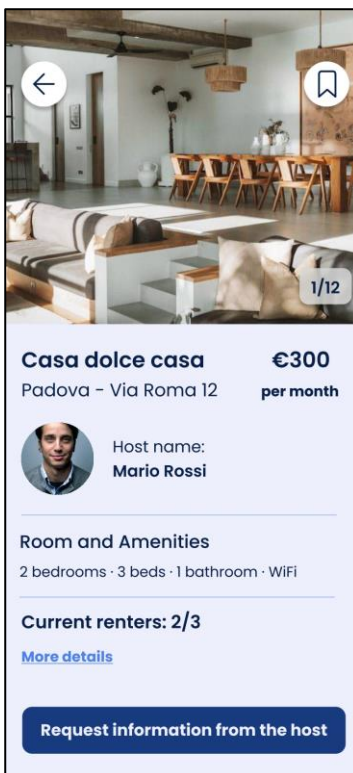 1/12
Casa dolce casa
€300
Padova - Via Roma 12
per month
Host name:
Mario Rossi
Room and Amenities
2 bedrooms · 3 beds · 1 bathroom · WiFi
Current renters: 2/3
More details
Request information from the host